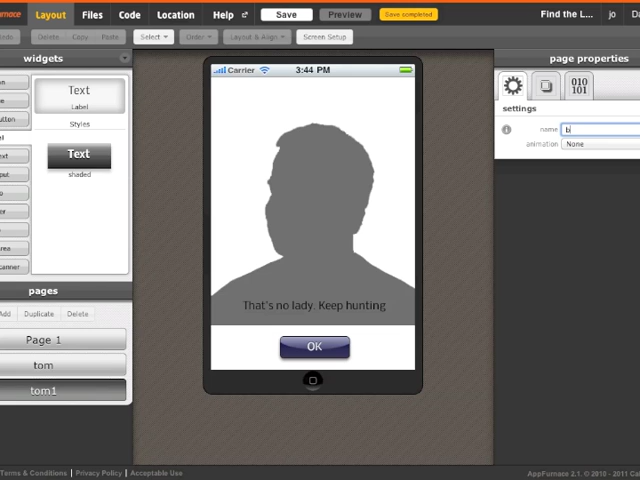 Layout Files Code Location Help Save Preview Save completed Find the L... jo
Delete Copy Paste Select Order Layout & Align Screen Setup
widgets
Text
Label
Styles
Text
shaded
pages
Add Duplicate Delete
Page 1
tom
tom1
Carrier 3:44 PM
That's no lady. Keep hunting
OK
page properties
010
101
settings
name b
animation None
Terms & Conditions | Privacy Policy | Acceptable Use
AppFurnace 2.1. © 2010 - 2011